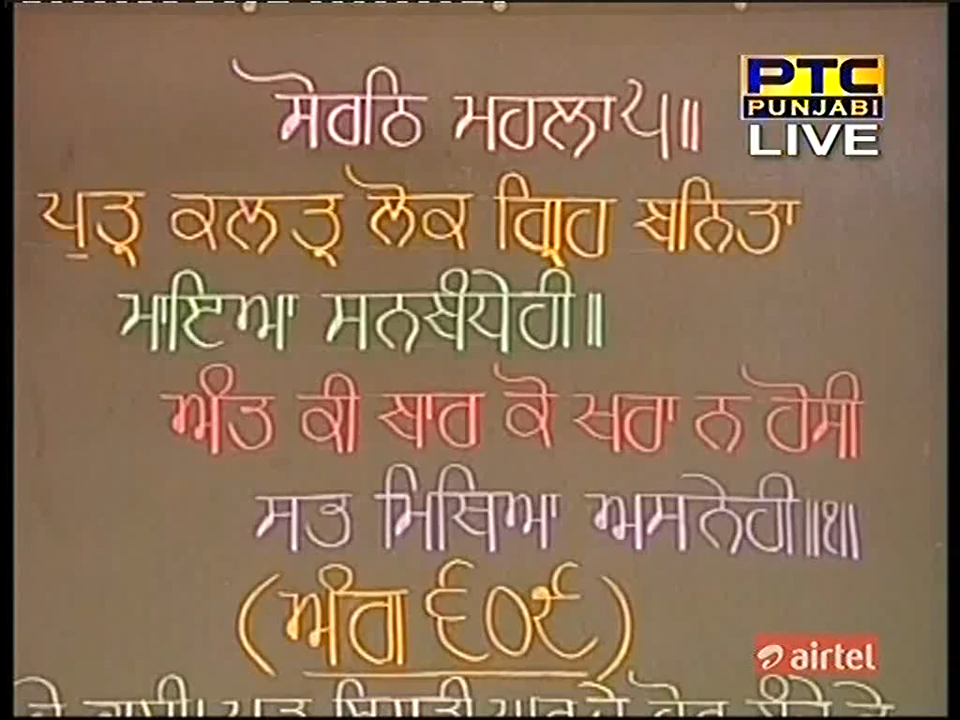 PTC
PUNJABI
LIVE
ਸੋਰਠਿ ਮਹਲਾ ੫॥
ਪੁਤ੍ਰ ਕਲਤ੍ਰ ਲੋਕ ਗ੍ਰਿਹ ਬਨਿਤਾ
ਮਾਇਆ ਸਨਬੰਧੇਹੀ॥
ਅੰਤ ਕੀ ਬਾਰ ਕੋ ਖਰਾ ਨ ਹੋਸੀ
ਸਭ ਮਿਥਿਆ ਅਸਨੇਹੀ॥੧॥
(ਅੰਗ ੬੦੯)
airtel